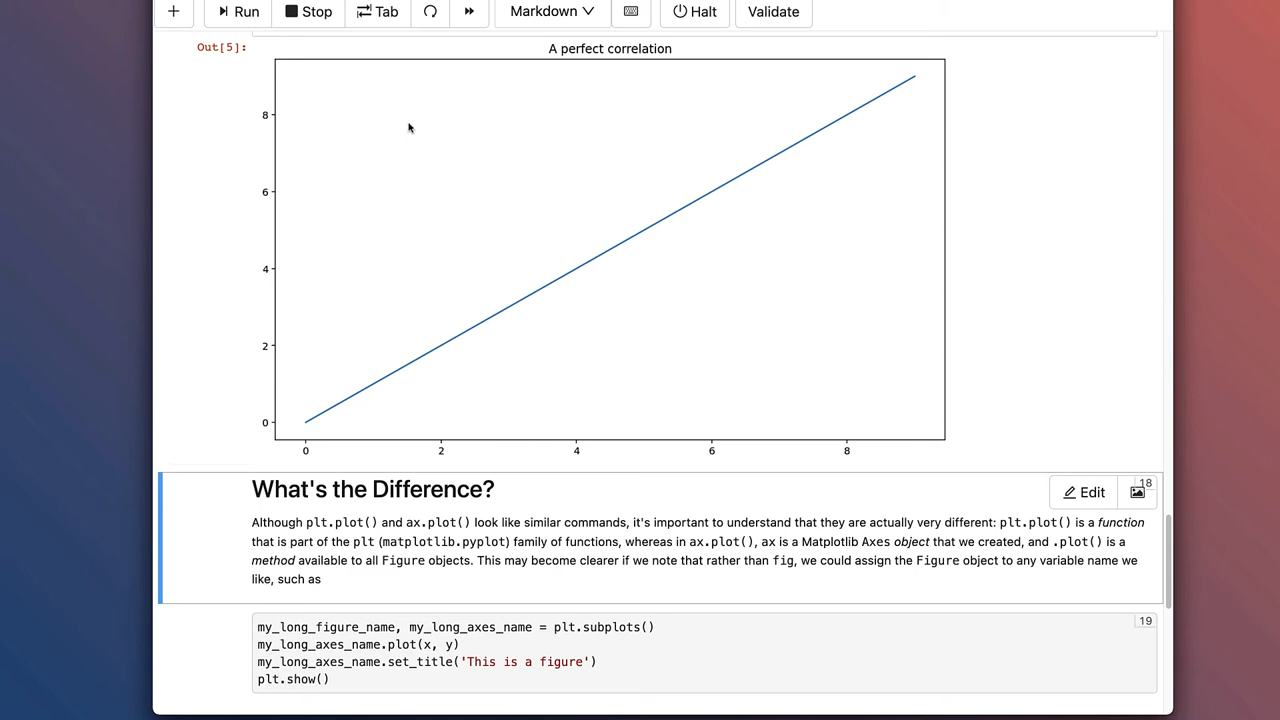 + Run Stop Tab Markdown Halt Validate
Out[5]:
A perfect correlation
8
6
4
2
0
0 2 4 6 8
What's the Difference?
Edit
18
Although plt.plot() and ax.plot() look like similar commands, it's important to understand that they are actually very different: plt.plot() is a function
that is part of the plt (matplotlib.pyplot) family of functions, whereas in ax.plot(), ax is a Matplotlib Axes object that we created, and .plot() is a
method available to all Figure objects. This may become clearer if we note that rather than fig, we could assign the Figure object to any variable name we
like, such as
19
my_long_figure_name, my_long_axes_name = plt.subplots()
my_long_axes_name.plot(x, y)
my_long_axes_name.set_title('This is a figure')
plt.show()